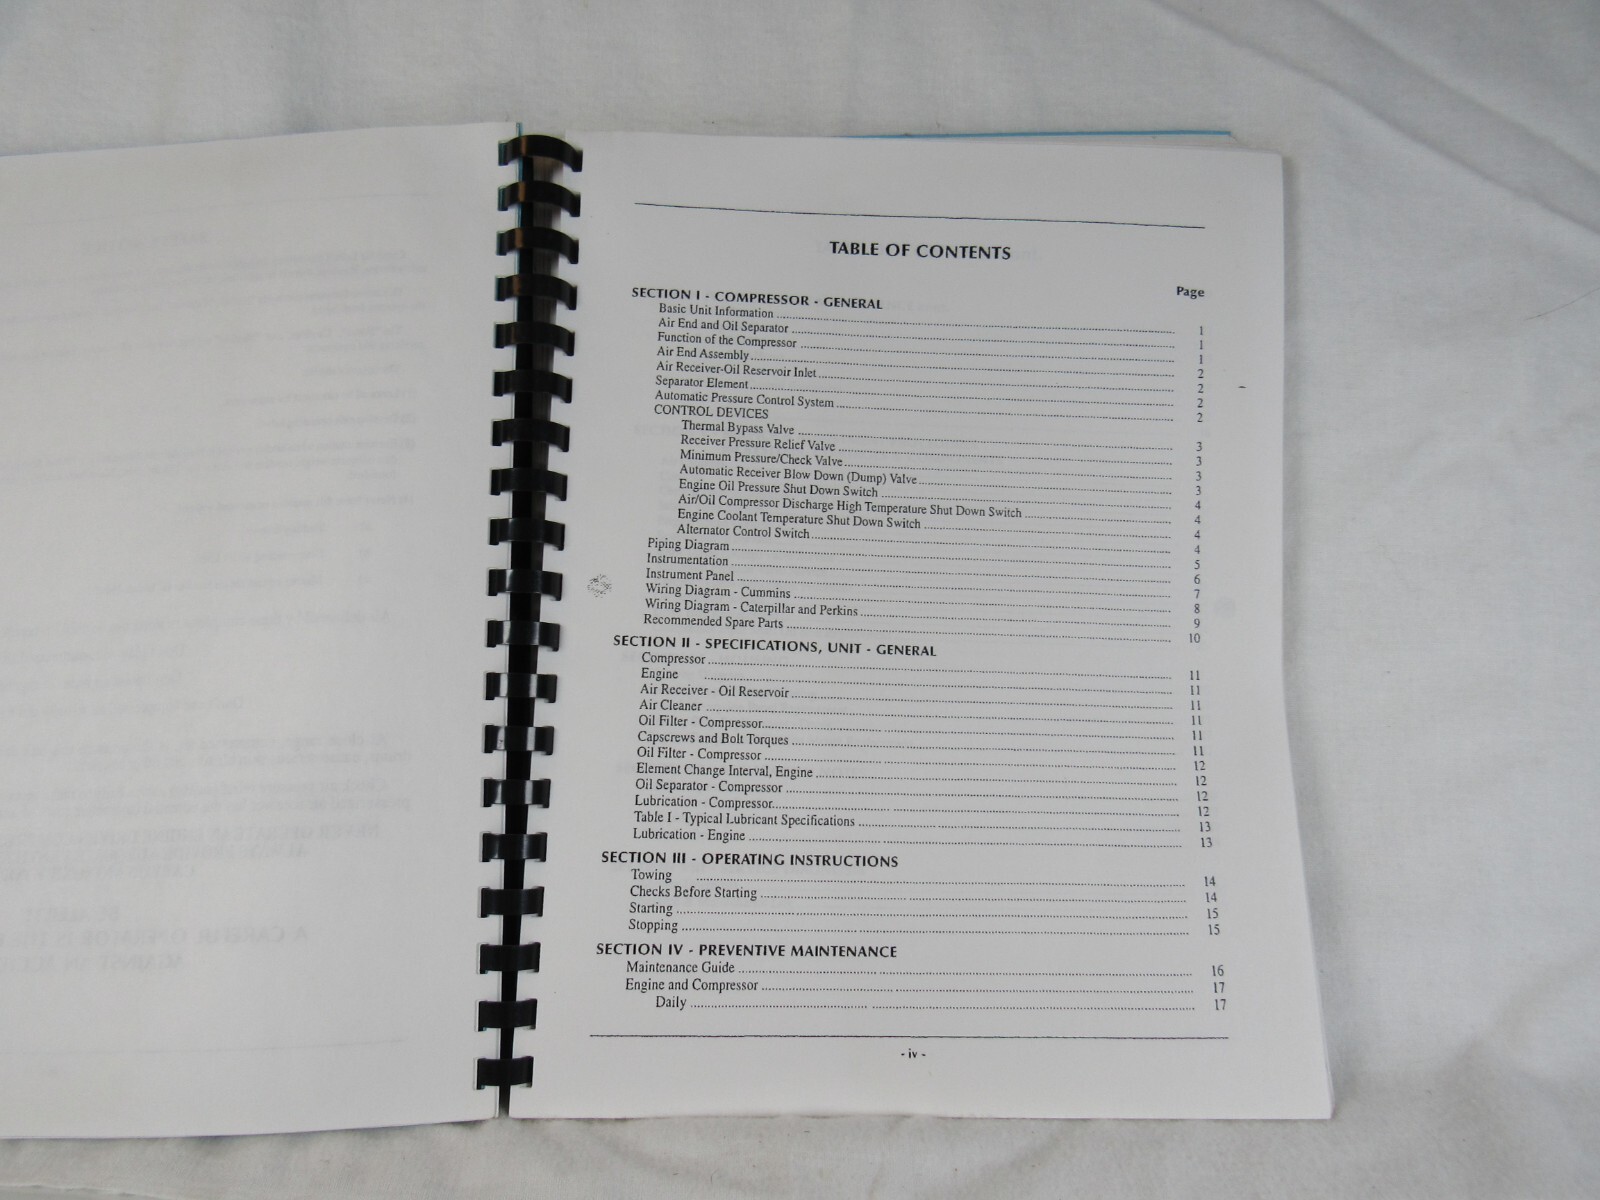 TABLE OF CONTENTS
Page
SECTION I - COMPRESSOR - GENERAL
Basic Unit Information ........ 1
Air End and Oil Separator ........ 1
Function of the Compressor ........ 1
Air End Assembly ........ 2
Air Receiver-Oil Reservoir Inlet ........ 2
Separator Element ........ 2
Automatic Pressure Control System ........ 2
CONTROL DEVICES
Thermal Bypass Valve ........ 3
Receiver Pressure Relief Valve ........ 3
Minimum Pressure/Check Valve ........ 3
Automatic Receiver Blow Down (Dump) Valve ........ 3
Engine Oil Pressure Shut Down Switch ........ 4
Air/Oil Compressor Discharge High Temperature Shut Down Switch ........ 4
Engine Coolant Temperature Shut Down Switch ........ 4
Alternator Control Switch ........ 4
Piping Diagram ........ 5
Instrumentation ........ 6
Instrument Panel ........ 7
Wiring Diagram - Cummins ........ 8
Wiring Diagram - Caterpillar and Perkins ........ 9
Recommended Spare Parts ........ 10
SECTION II - SPECIFICATIONS, UNIT - GENERAL
Compressor ........ 11
Engine ........ 11
Air Receiver - Oil Reservoir ........ 11
Air Cleaner ........ 11
Oil Filter - Compressor ........ 11
Capscrews and Bolt Torques ........ 11
Oil Filter - Compressor ........ 12
Element Change Interval, Engine ........ 12
Oil Separator - Compressor ........ 12
Lubrication - Compressor ........ 12
Table I - Typical Lubricant Specifications ........ 13
Lubrication - Engine ........ 13
SECTION III - OPERATING INSTRUCTIONS
Towing ........ 14
Checks Before Starting ........ 14
Starting ........ 15
Stopping ........ 15
SECTION IV - PREVENTIVE MAINTENANCE
Maintenance Guide ........ 16
Engine and Compressor ........ 17
Daily ........ 17
- iv -